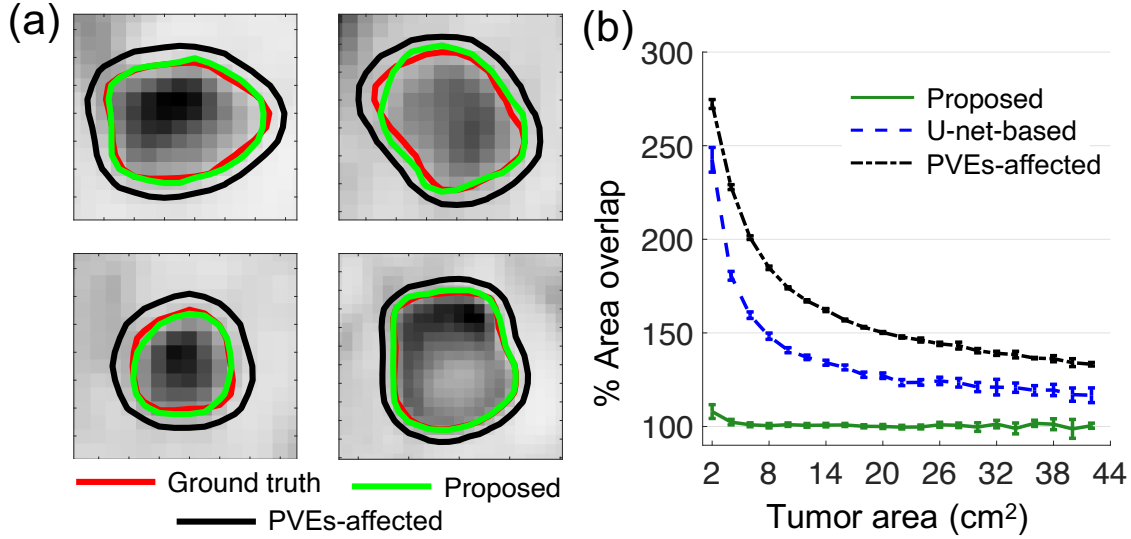 (a)
Ground truth
Proposed
PVEs-affected
(b)
% Area overlap
300
250
200
150
100
Proposed
U-net-based
PVEs-affected
2 8 14 20 26 32 38 44
Tumor area (cm²)